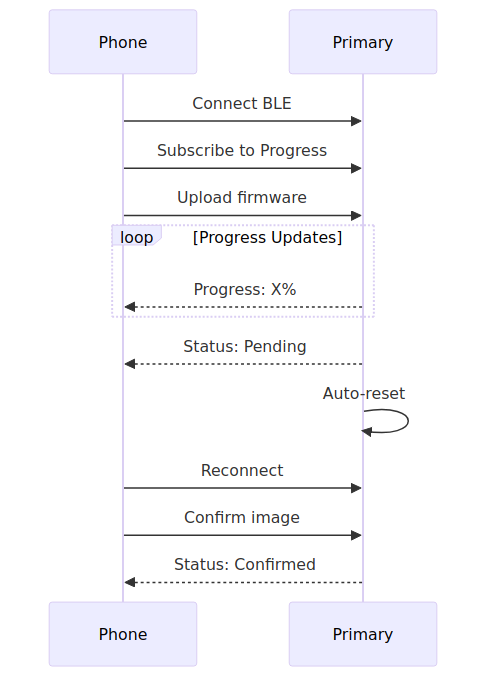 Phone Primary
Connect BLE
Subscribe to Progress
Upload firmware
loop [Progress Updates]
Progress: X%
Status: Pending
Auto-reset
Reconnect
Confirm image
Status: Confirmed
Phone Primary